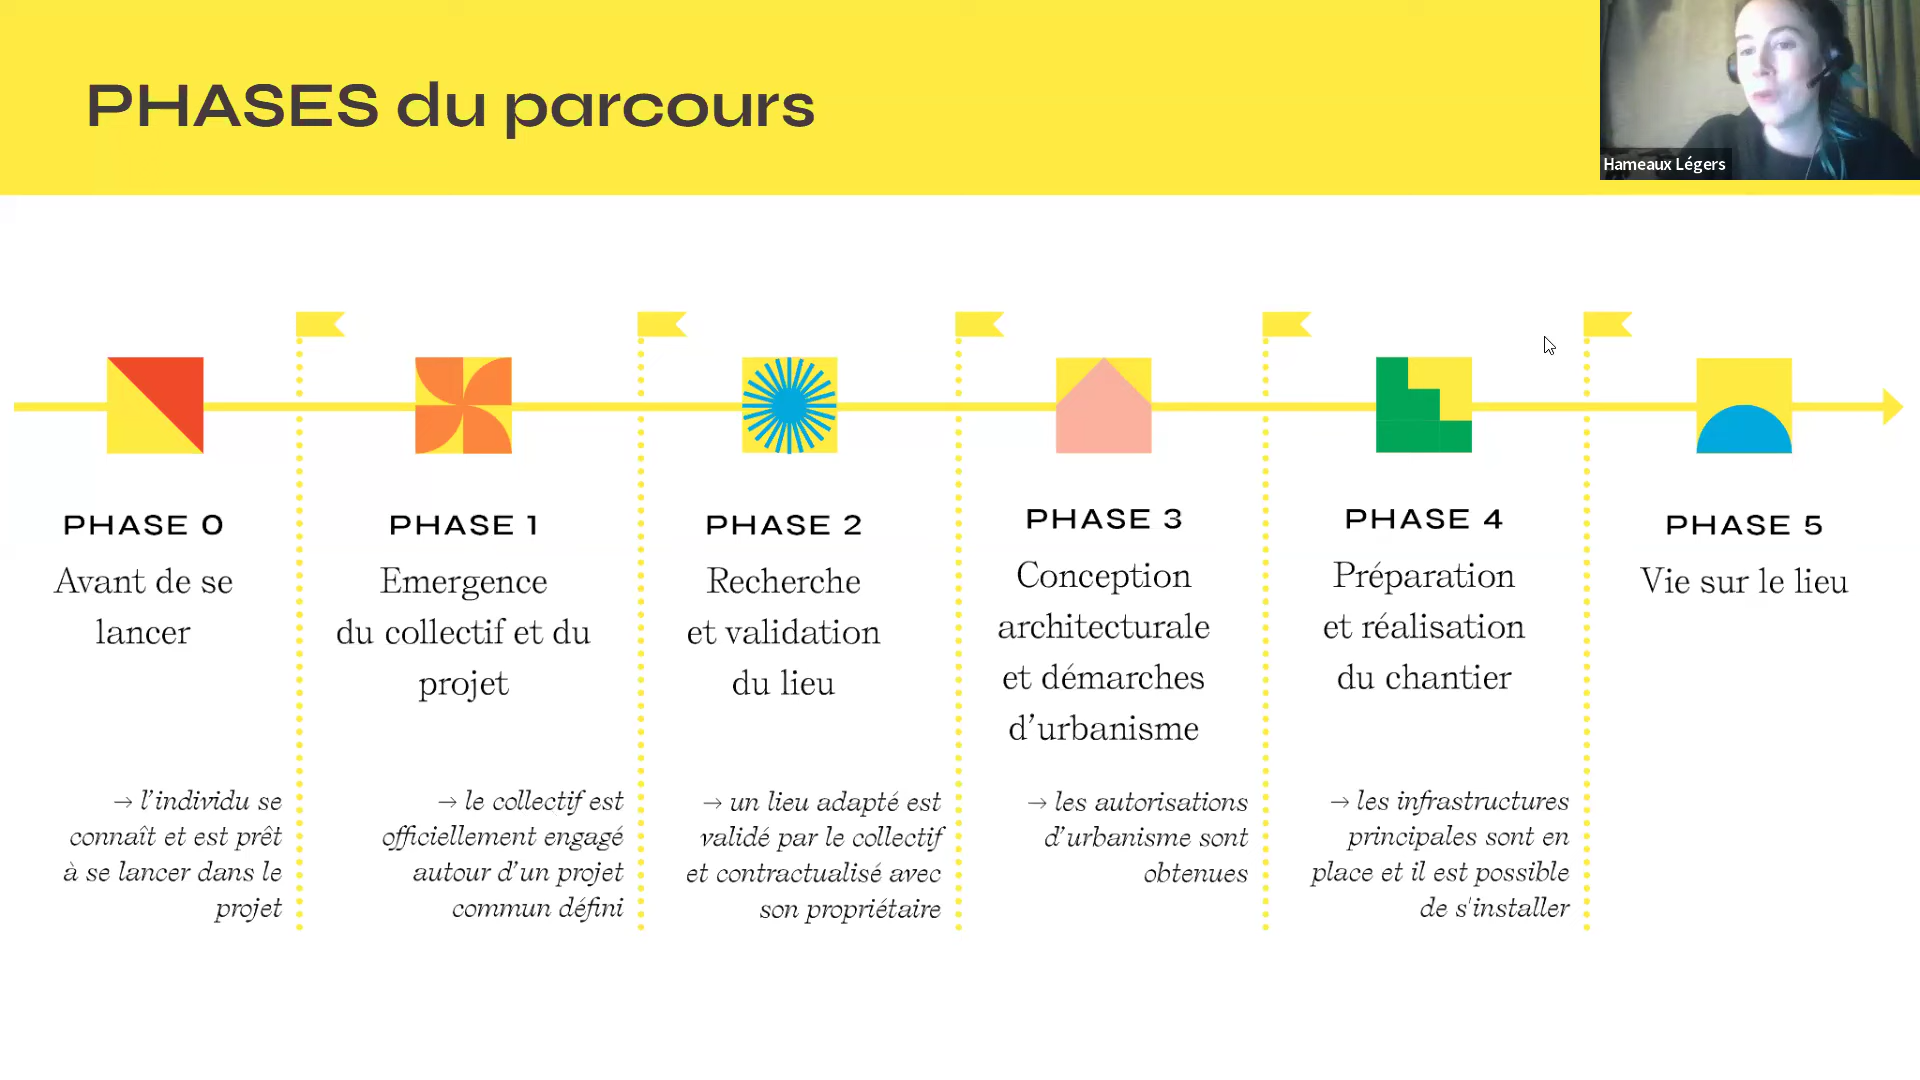 PHASES du parcours
Hameaux Légers
PHASE 0
Avant de se
lancer
→ l'individu se
connaît et est prêt
à se lancer dans le
projet
PHASE 1
Emergence
du collectif et du
projet
→ le collectif est
officiellement engagé
autour d'un projet
commun défini
PHASE 2
Recherche
et validation
du lieu
→ un lieu adapté est
validé par le collectif
et contractualisé avec
son propriétaire
PHASE 3
Conception
architecturale
et démarches
d'urbanisme
→ les autorisations
d'urbanisme sont
obtenues
PHASE 4
Préparation
et réalisation
du chantier
→ les infrastructures
principales sont en
place et il est possible
de s'installer
PHASE 5
Vie sur le lieu